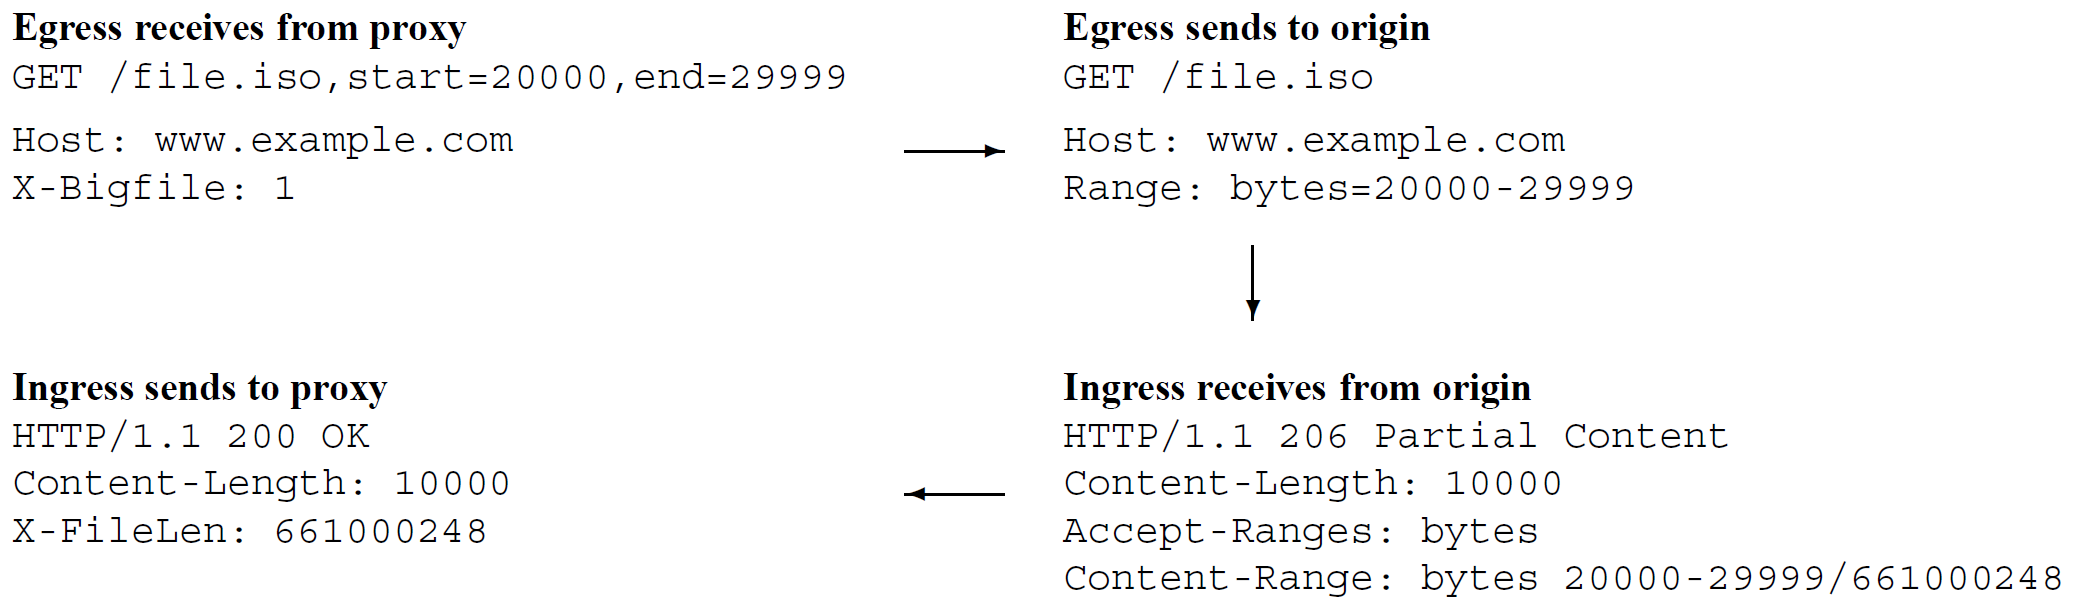 Egress receives from proxy
GET /file.iso,start=20000,end=29999
Host: www.example.com
X-Bigfile: 1
Egress sends to origin
GET /file.iso
Host: www.example.com
Range: bytes=20000-29999
Ingress sends to proxy
HTTP/1.1 200 OK
Content-Length: 10000
X-FileLen: 661000248
Ingress receives from origin
HTTP/1.1 206 Partial Content
Content-Length: 10000
Accept-Ranges: bytes
Content-Range: bytes 20000-29999/661000248